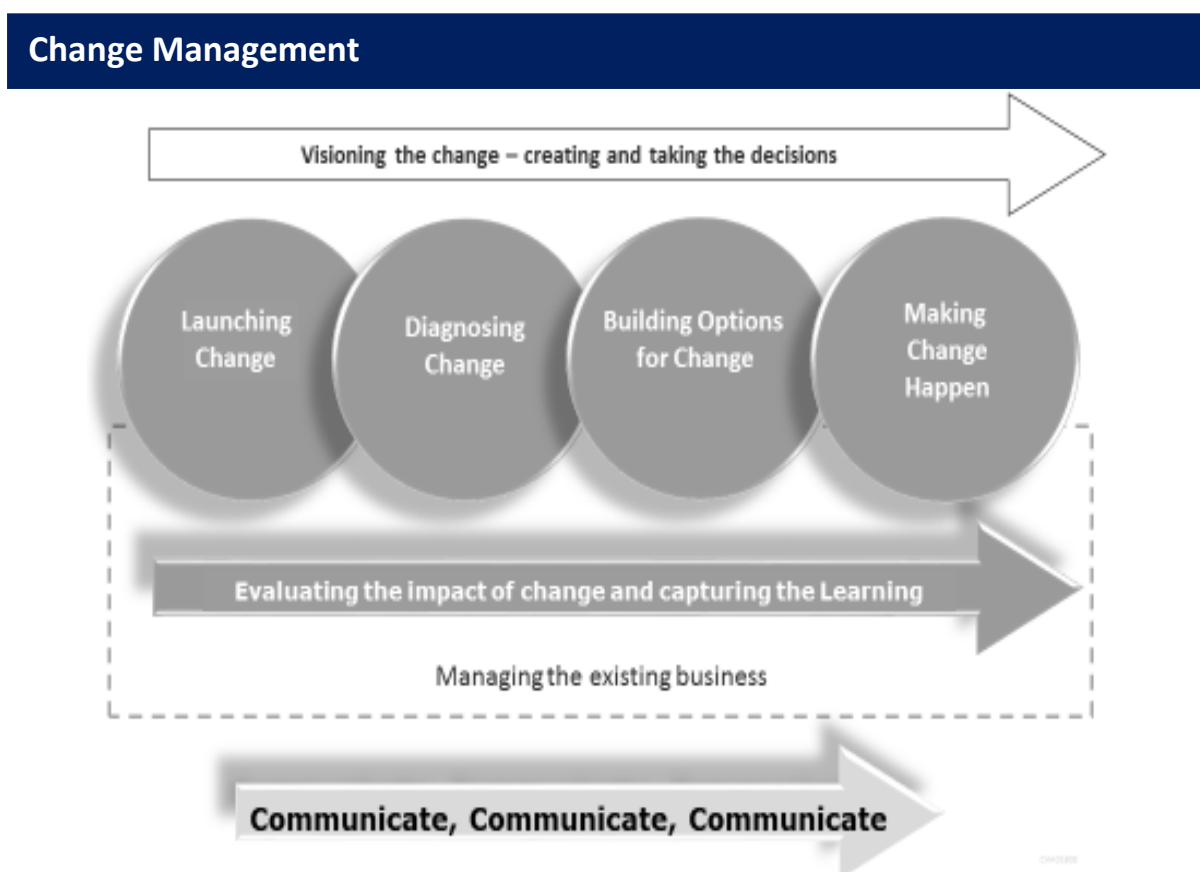 Change Management
Visioning the change – creating and taking the decisions
Launching
Change
Diagnosing
Change
Building Options
for Change
Making
Change
Happen
Evaluating the impact of change and capturing the Learning
Managing the existing business
Communicate, Communicate, Communicate